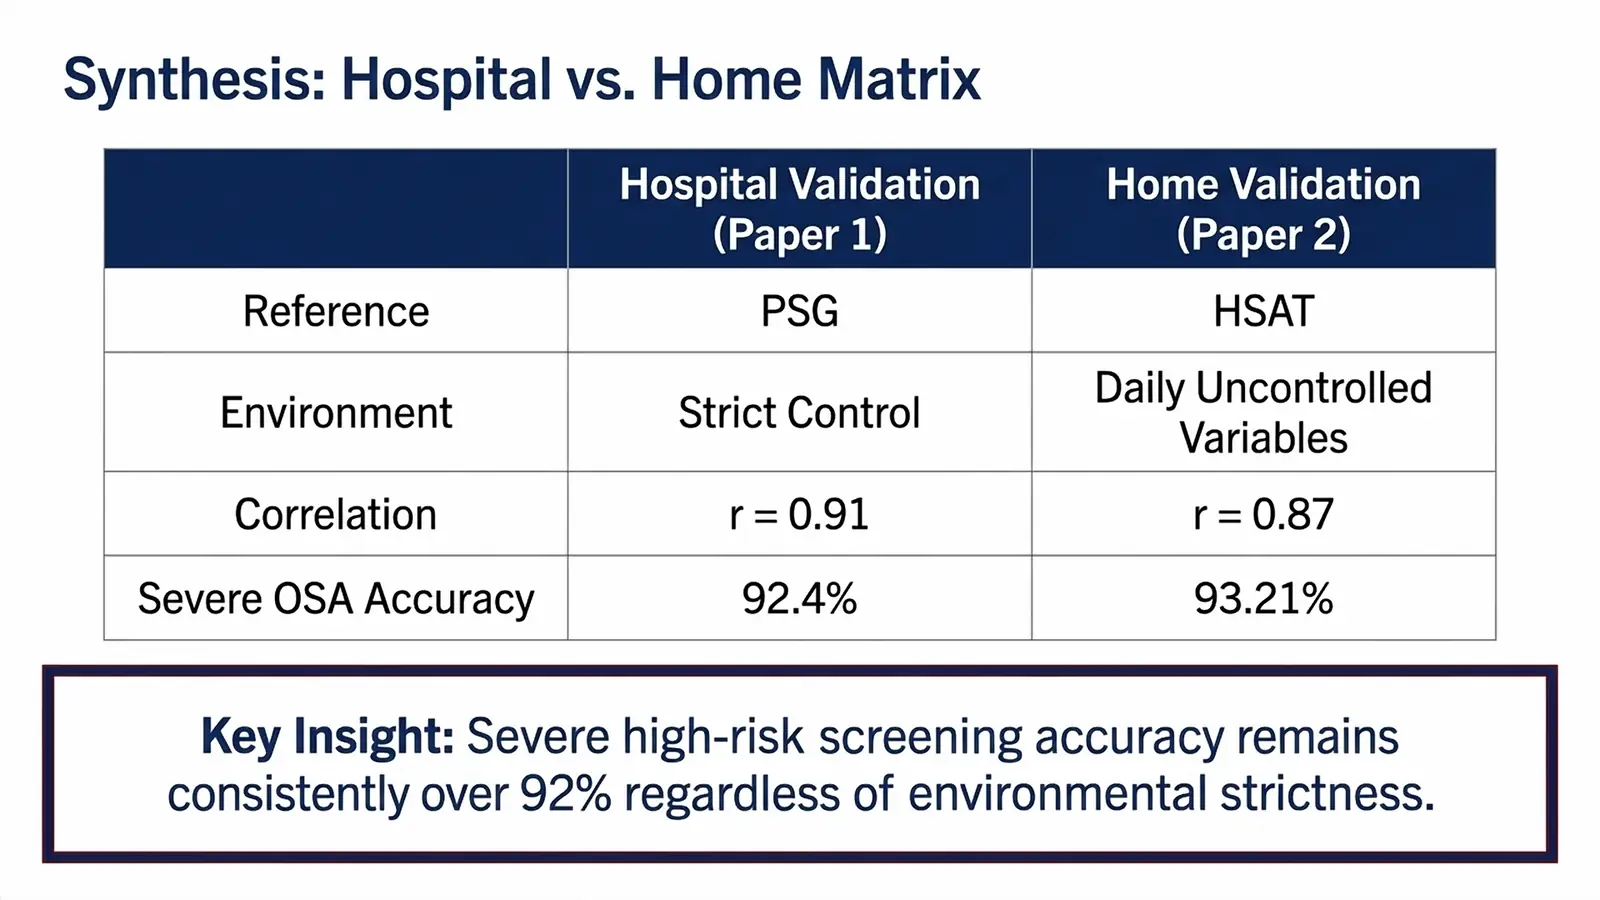 Synthesis: Hospital vs. Home Matrix
Hospital Validation
(Paper 1)
Home Validation
(Paper 2)
Reference
PSG
HSAT
Environment
Strict Control
Daily Uncontrolled
Variables
Correlation
r = 0.91
r = 0.87
Severe OSA Accuracy
92.4%
93.21%
Key Insight: Severe high-risk screening accuracy remains
consistently over 92% regardless of environmental strictness.